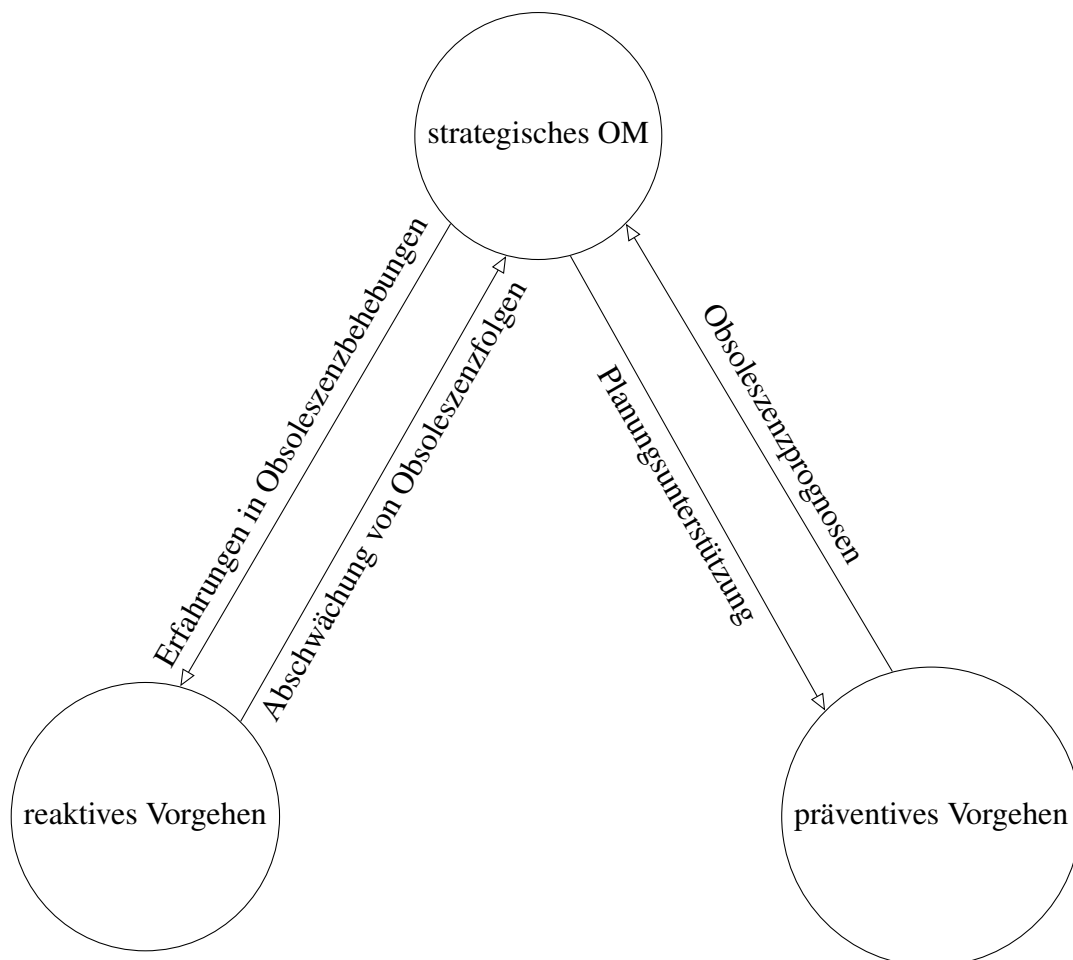 strategisches OM
Erfahrungen in Obsoleszenzbehebungen
Abschwächung von Obsoleszenzfolgen
Planungsunterstützung
Obsoleszenzprognosen
reaktives Vorgehen
präventives Vorgehen